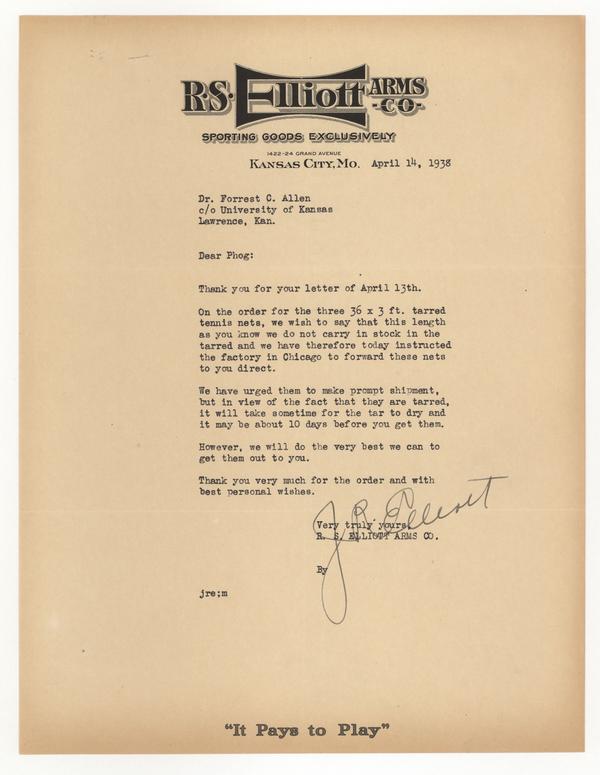 R·S· Elliott ARMS
-CO-
SPORTING GOODS EXCLUSIVELY
1422-24 GRAND AVENUE
KANSAS CITY, MO. April 14, 1938
Dr. Forrest C. Allen
c/o University of Kansas
Lawrence, Kan.
Dear Phog:
Thank you for your letter of April 13th.
On the order for the three 36 x 3 ft. tarred
tennis nets, we wish to say that this length
as you know we do not carry in stock in the
tarred and we have therefore today instructed
the factory in Chicago to forward these nets
to you direct.
We have urged them to make prompt shipment,
but in view of the fact that they are tarred,
it will take sometime for the tar to dry and
it may be about 10 days before you get them.
However, we will do the very best we can to
get them out to you.
Thank you very much for the order and with
best personal wishes.
Very truly yours,
R. S. ELLIOTT ARMS CO.
J R Elliott
By
jre;m
"It Pays to Play"